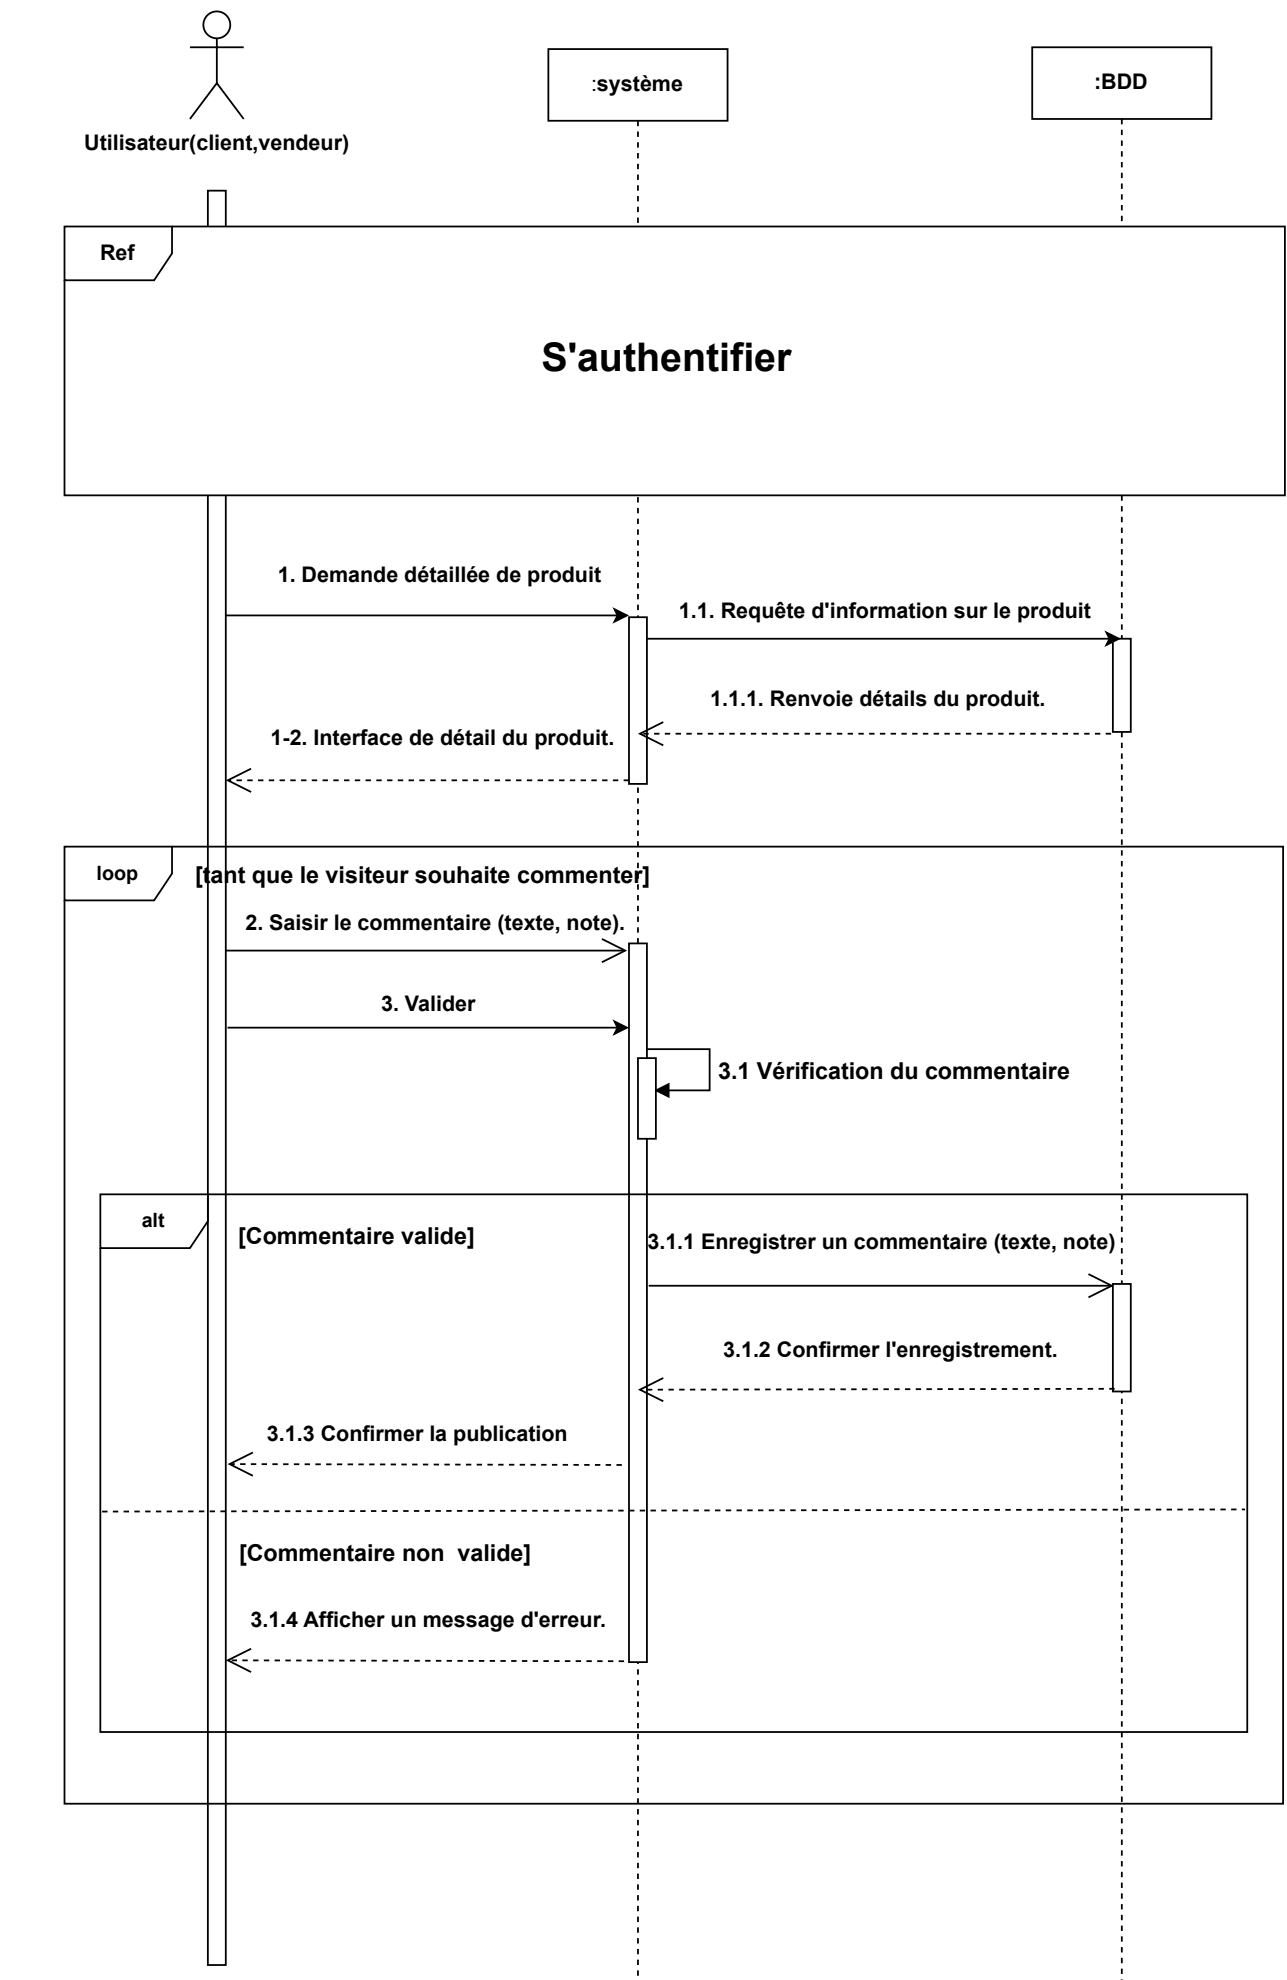 :système
:BDD
Utilisateur(client,vendeur)
Ref
S'authentifier
1. Demande détaillée de produit
1.1. Requête d'information sur le produit
1.1.1. Renvoie détails du produit.
1-2. Interface de détail du produit.
loop
[tant que le visiteur souhaite commenter]
2. Saisir le commentaire (texte, note).
3. Valider
3.1 Vérification du commentaire
alt
[Commentaire valide]
3.1.1 Enregistrer un commentaire (texte, note)
3.1.2 Confirmer l'enregistrement.
3.1.3 Confirmer la publication
[Commentaire non  valide]
3.1.4 Afficher un message d'erreur.